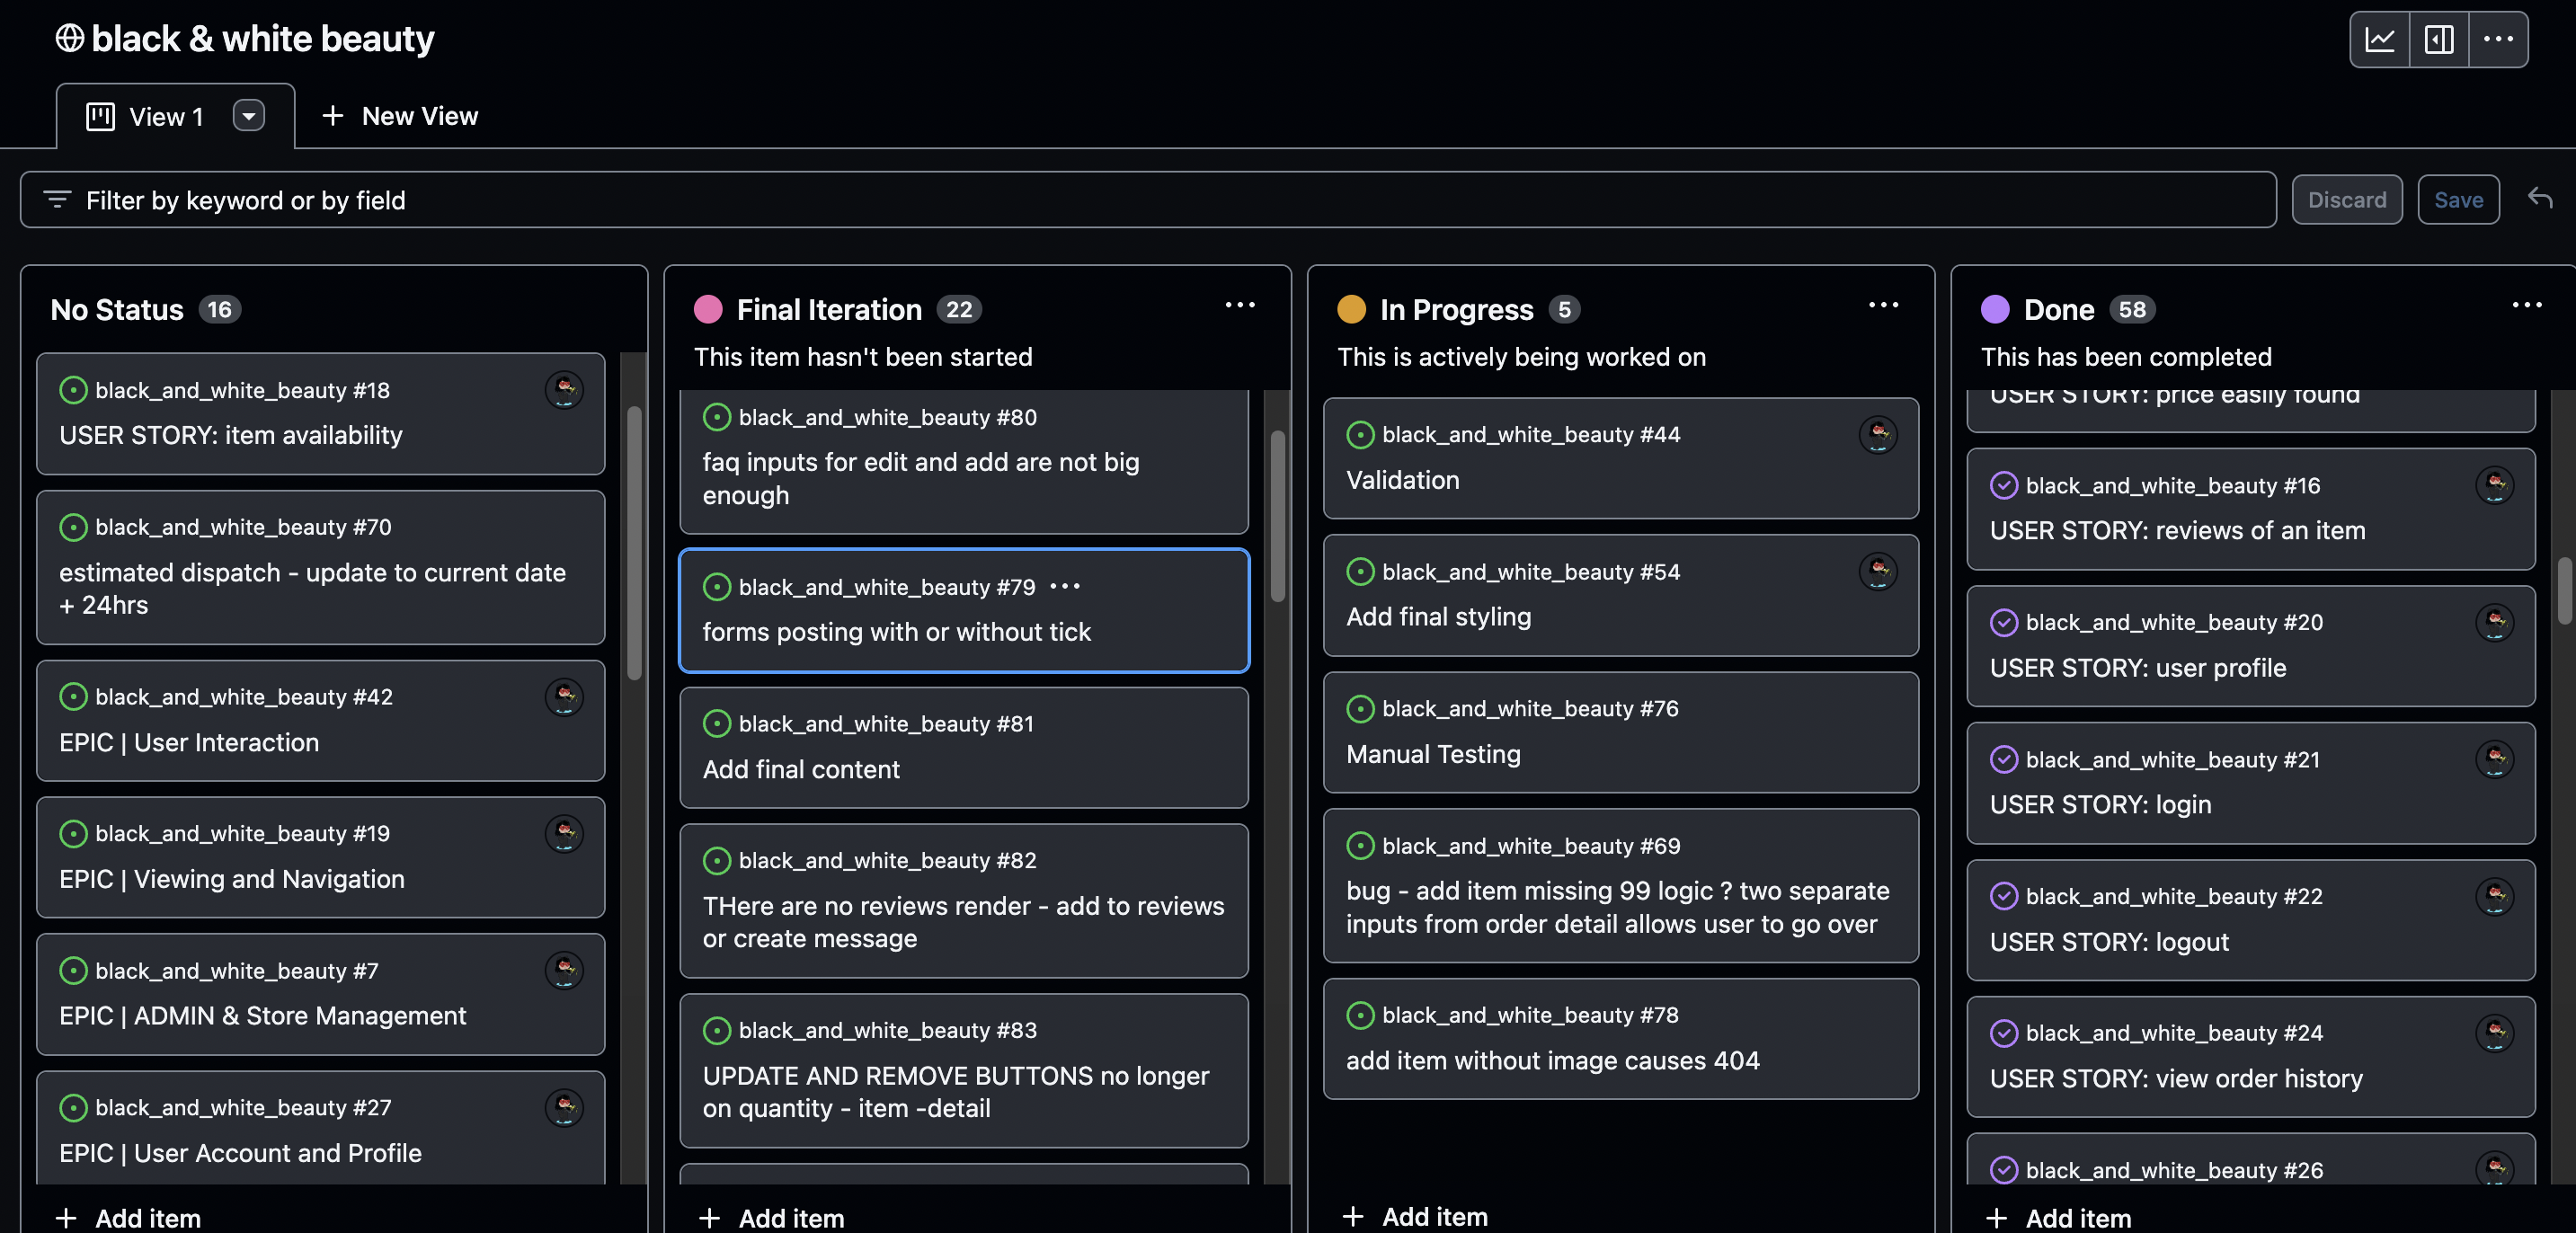 black & white beauty
View 1
New View
Filter by keyword or by field
Discard
Save
No Status 16
black_and_white_beauty #18
USER STORY: item availability
black_and_white_beauty #70
estimated dispatch - update to current date
+ 24hrs
black_and_white_beauty #42
EPIC | User Interaction
black_and_white_beauty #19
EPIC | Viewing and Navigation
black_and_white_beauty #7
EPIC | ADMIN & Store Management
black_and_white_beauty #27
EPIC | User Account and Profile
+ Add item
Final Iteration 22
This item hasn't been started
black_and_white_beauty #80
faq inputs for edit and add are not big
enough
black_and_white_beauty #79
forms posting with or without tick
black_and_white_beauty #81
Add final content
black_and_white_beauty #82
THere are no reviews render - add to reviews
or create message
black_and_white_beauty #83
UPDATE AND REMOVE BUTTONS no longer
on quantity - item -detail
+ Add item
In Progress 5
This is actively being worked on
black_and_white_beauty #44
Validation
black_and_white_beauty #54
Add final styling
black_and_white_beauty #76
Manual Testing
black_and_white_beauty #69
bug - add item missing 99 logic ? two separate
inputs from order detail allows user to go over
black_and_white_beauty #78
add item without image causes 404
+ Add item
Done 58
This has been completed
USER STORY: price easily found
black_and_white_beauty #16
USER STORY: reviews of an item
black_and_white_beauty #20
USER STORY: user profile
black_and_white_beauty #21
USER STORY: login
black_and_white_beauty #22
USER STORY: logout
black_and_white_beauty #24
USER STORY: view order history
black_and_white_beauty #26
+ Add item